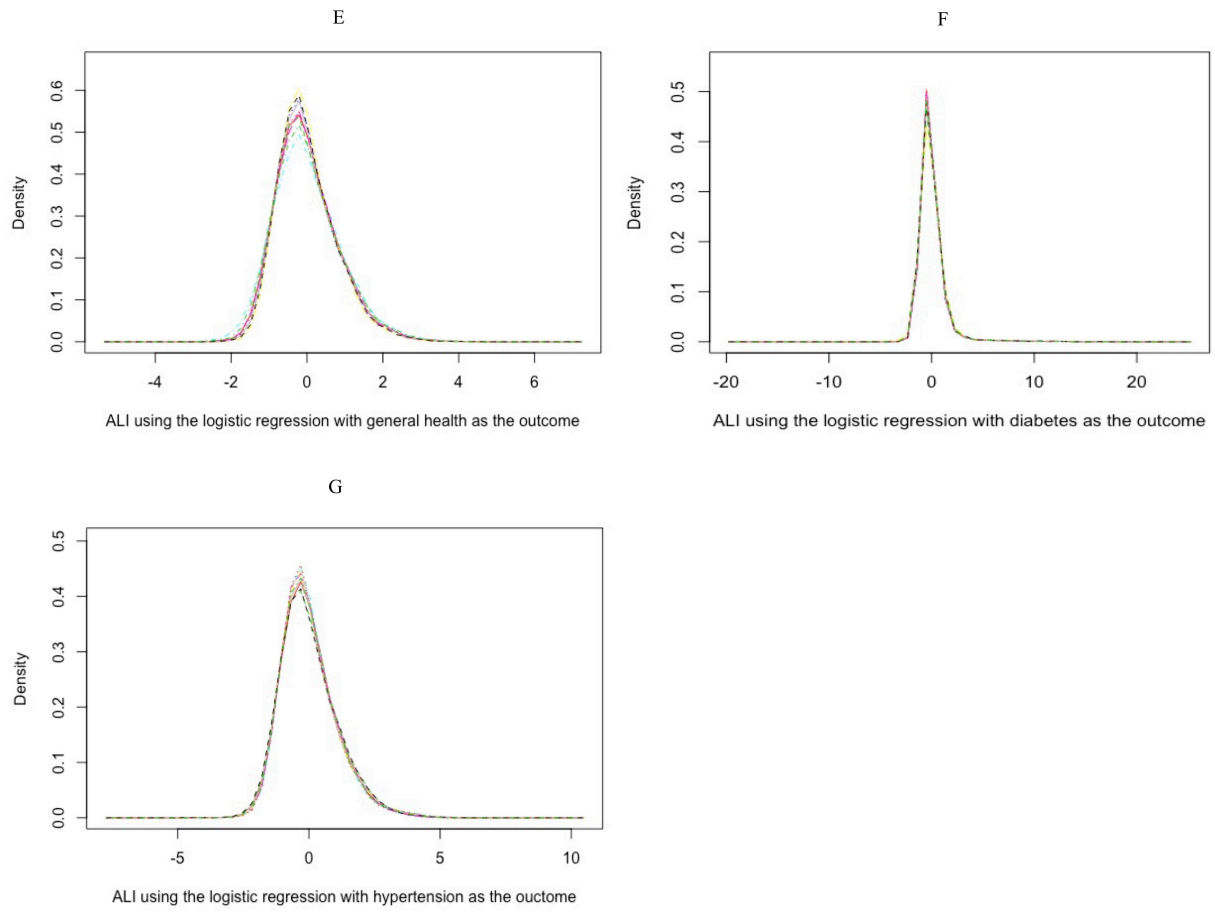 E
0.6
0.5
0.4
0.3
0.2
0.1
0.0
Density
-4 -2 0 2 4 6
ALI using the logistic regression with general health as the outcome
F
0.5
0.4
0.3
0.2
0.1
0.0
Density
-20 -10 0 10 20
ALI using the logistic regression with diabetes as the outcome
G
0.5
0.4
0.3
0.2
0.1
0.0
Density
-5 0 5 10
ALI using the logistic regression with hypertension as the ouctome